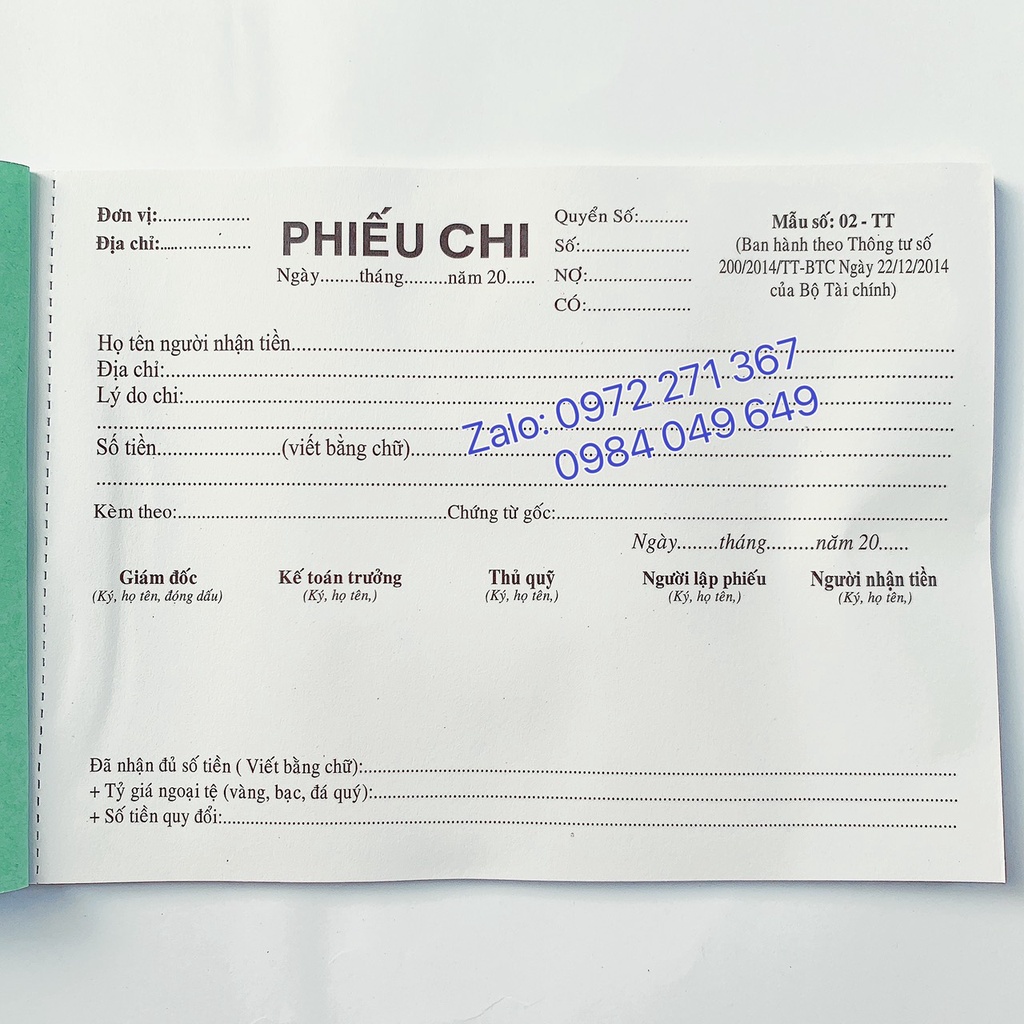 Đơn vị:...................
Địa chỉ:...................
PHIẾU CHI
Ngày........tháng.........năm 20......
Quyển Số:..........
Số:......................
NỢ:.....................
CÓ:.....................
Mẫu số: 02 - TT
(Ban hành theo Thông tư số
200/2014/TT-BTC Ngày 22/12/2014
của Bộ Tài chính)
Họ tên người nhận tiền..........................................................
Địa chỉ:..........................................................
Lý do chi:..........................................................
Zalo: 0972 271 367
0984 049 649
Số tiền.......................(viết bằng chữ)..........................................................
Kèm theo:..................................................Chứng từ gốc:..................................................
Ngày........tháng.........năm 20......
Giám đốc Kế toán trưởng Thủ quỹ Người lập phiếu Người nhận tiền
(Ký, họ tên, đóng dấu) (Ký, họ tên,) (Ký, họ tên,) (Ký, họ tên,) (Ký, họ tên,)
Đã nhận đủ số tiền ( Viết bằng chữ):..........................................................
+ Tỷ giá ngoại tệ (vàng, bạc, đá quý):..........................................................
+ Số tiền quy đổi:..........................................................